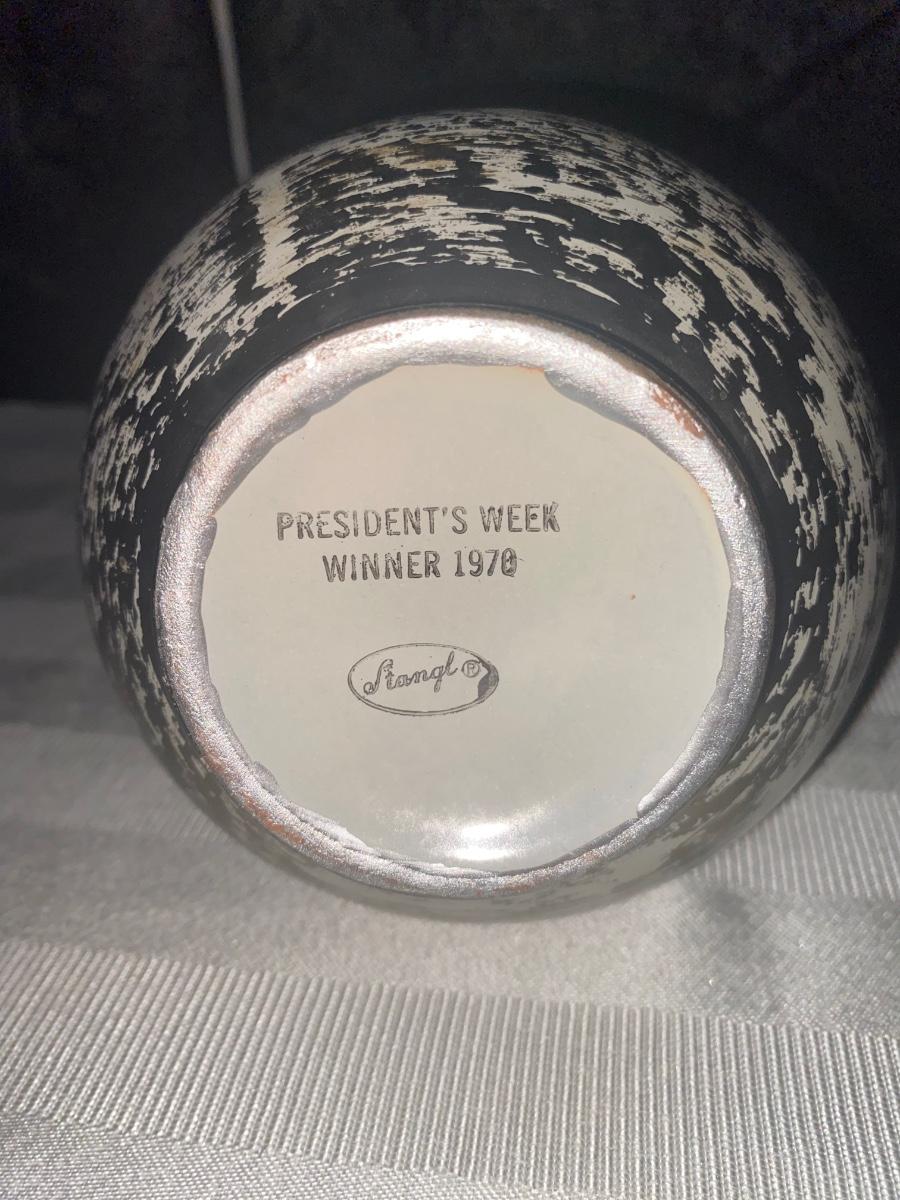 PRESIDENT'S WEEK
WINNER 1970
Stangl ®